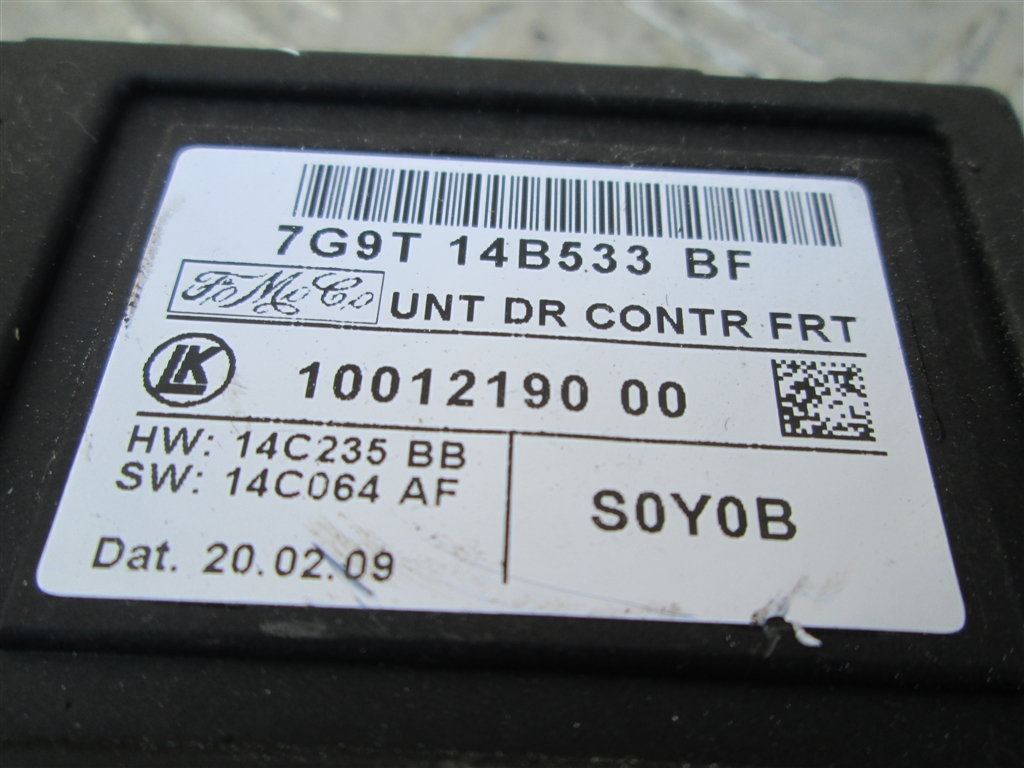 7G9T 14B533 BF
FoMoCo UNT DR CONTR FRT
LK 10012190 00
HW: 14C235 BB
SW: 14C064 AF
S0Y0B
Dat. 20.02.09